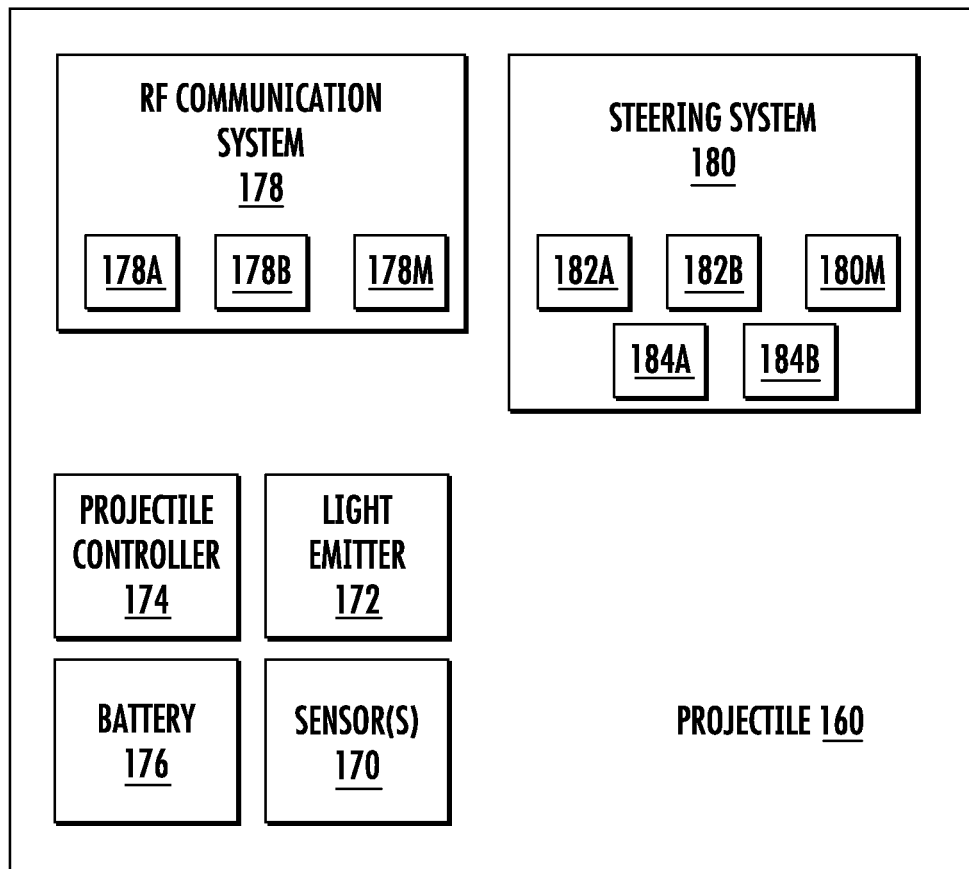 RF COMMUNICATION
SYSTEM
178
178A 178B 178M
STEERING SYSTEM
180
182A 182B 180M
184A 184B
PROJECTILE
CONTROLLER
174
LIGHT
EMITTER
172
BATTERY
176
SENSOR(S)
170
PROJECTILE 160